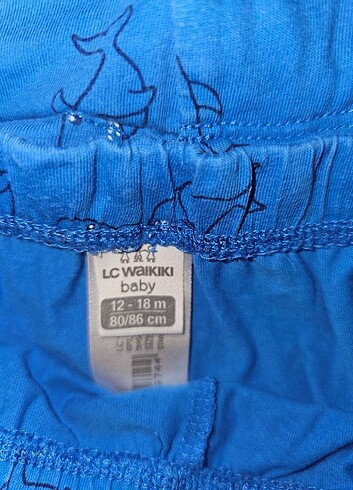 LC WAIKIKI
baby
12 - 18 m
80/86 cm